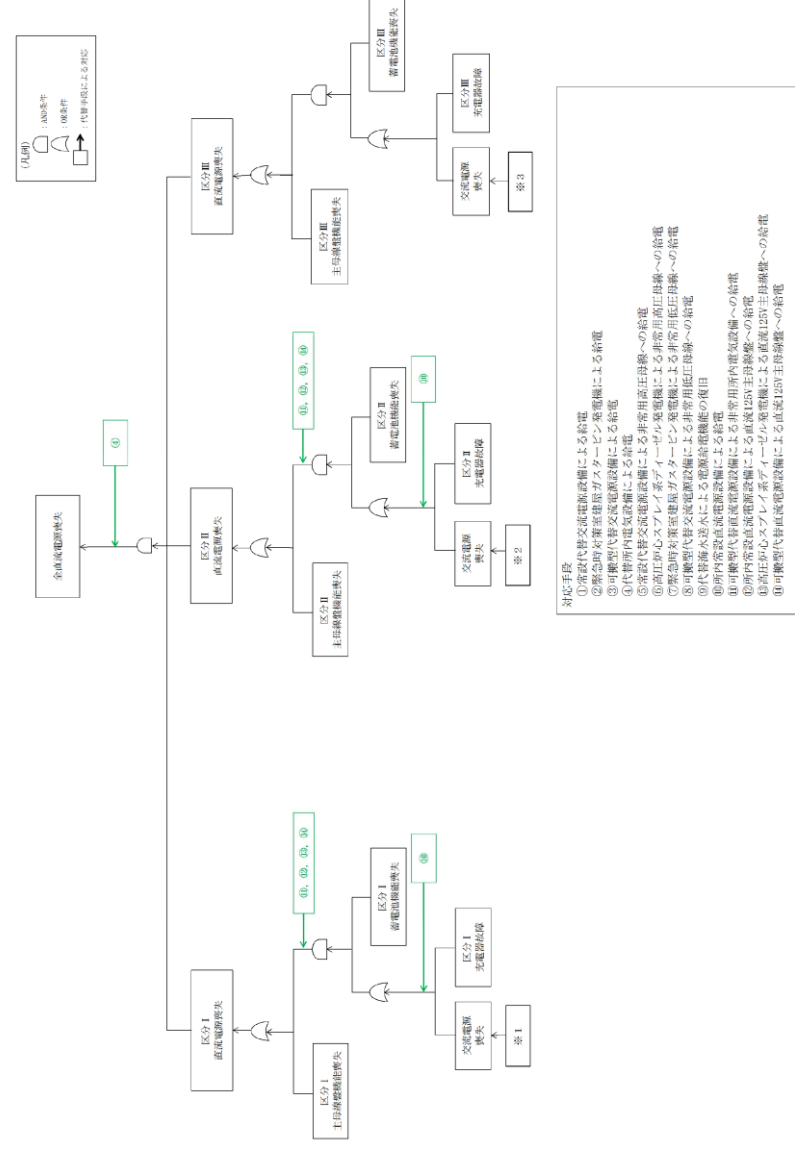 (凡例)
：AND条件
：OR条件
：代替手段による対応
全直流電源喪失
④
区分Ⅰ
直流電源喪失
区分Ⅱ
直流電源喪失
区分Ⅲ
直流電源喪失
区分Ⅰ
主母線盤機能喪失
⑪, ⑫, ⑬, ⑭
区分Ⅰ
蓄電池機能喪失
⑩
交流電源
喪失
区分Ⅰ
充電器故障
※1
区分Ⅱ
主母線盤機能喪失
⑪, ⑫, ⑬, ⑭
区分Ⅱ
蓄電池機能喪失
⑩
交流電源
喪失
区分Ⅱ
充電器故障
※2
区分Ⅲ
主母線盤機能喪失
区分Ⅲ
蓄電池機能喪失
交流電源
喪失
区分Ⅲ
充電器故障
※3
対応手段
①常設代替交流電源設備による給電
②緊急時対策室建屋ガスタービン発電機による給電
③可搬型代替交流電源設備による給電
④代替所内電気設備による給電
⑤常設代替交流電源設備による非常用高圧母線への給電
⑥高圧炉心スプレイ系ディーゼル発電機による非常用高圧母線への給電
⑦緊急時対策室建屋ガスタービン発電機による非常用低圧母線への給電
⑧可搬型代替交流電源設備による非常用低圧母線への給電
⑨代替海水送水による電源給電機能の復旧
⑩所内常設直流電源設備による給電
⑪可搬型代替直流電源設備による非常用所内電気設備への給電
⑫所内常設直流電源設備による直流125V主母線盤への給電
⑬高圧炉心スプレイ系ディーゼル発電機による直流125V主母線盤への給電
⑭可搬型代替直流電源設備による直流125V主母線盤への給電